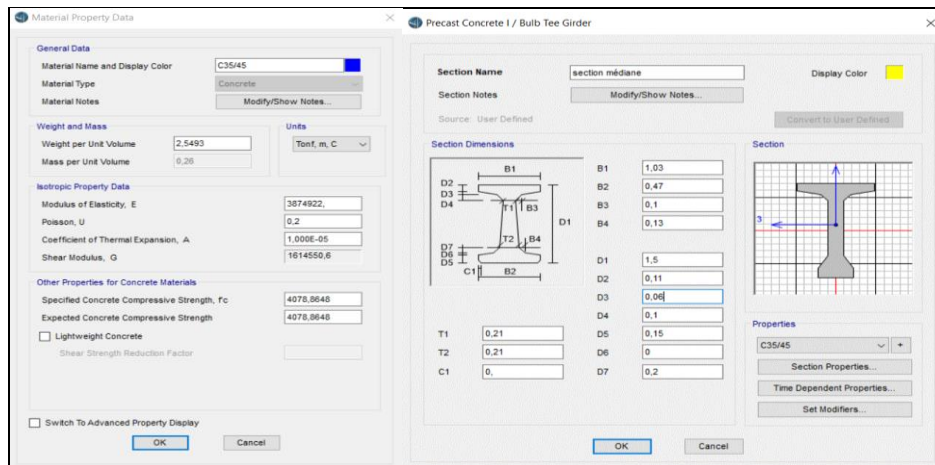 Material Property Data
General Data
Material Name and Display Color C35/45
Material Type Concrete
Material Notes Modify/Show Notes...
Weight and Mass Units
Weight per Unit Volume 2,5493 Tonf, m, C
Mass per Unit Volume 0,26
Isotropic Property Data
Modulus of Elasticity, E 3874922,
Poisson, U 0,2
Coefficient of Thermal Expansion, A 1,000E-05
Shear Modulus, G 1614550,6
Other Properties for Concrete Materials
Specified Concrete Compressive Strength, f'c 4078,8648
Expected Concrete Compressive Strength 4078,8648
Lightweight Concrete
Shear Strength Reduction Factor
Switch To Advanced Property Display
OK Cancel
Precast Concrete I / Bulb Tee Girder
Section Name section médiane Display Color
Section Notes Modify/Show Notes...
Source: User Defined Convert to User Defined
Section Dimensions
B1
D2
D3
D4
T1 B3
D1
T2 B4
D7
D6
D5
C1 B2
B1 1,03
B2 0,47
B3 0,1
B4 0,13
D1 1,5
D2 0,11
D3 0,06
D4 0,1
T1 0,21 D5 0,15
T2 0,21 D6 0
C1 0, D7 0,2
Section
3
Properties
C35/45 +
Section Properties...
Time Dependent Properties...
Set Modifiers...
OK Cancel